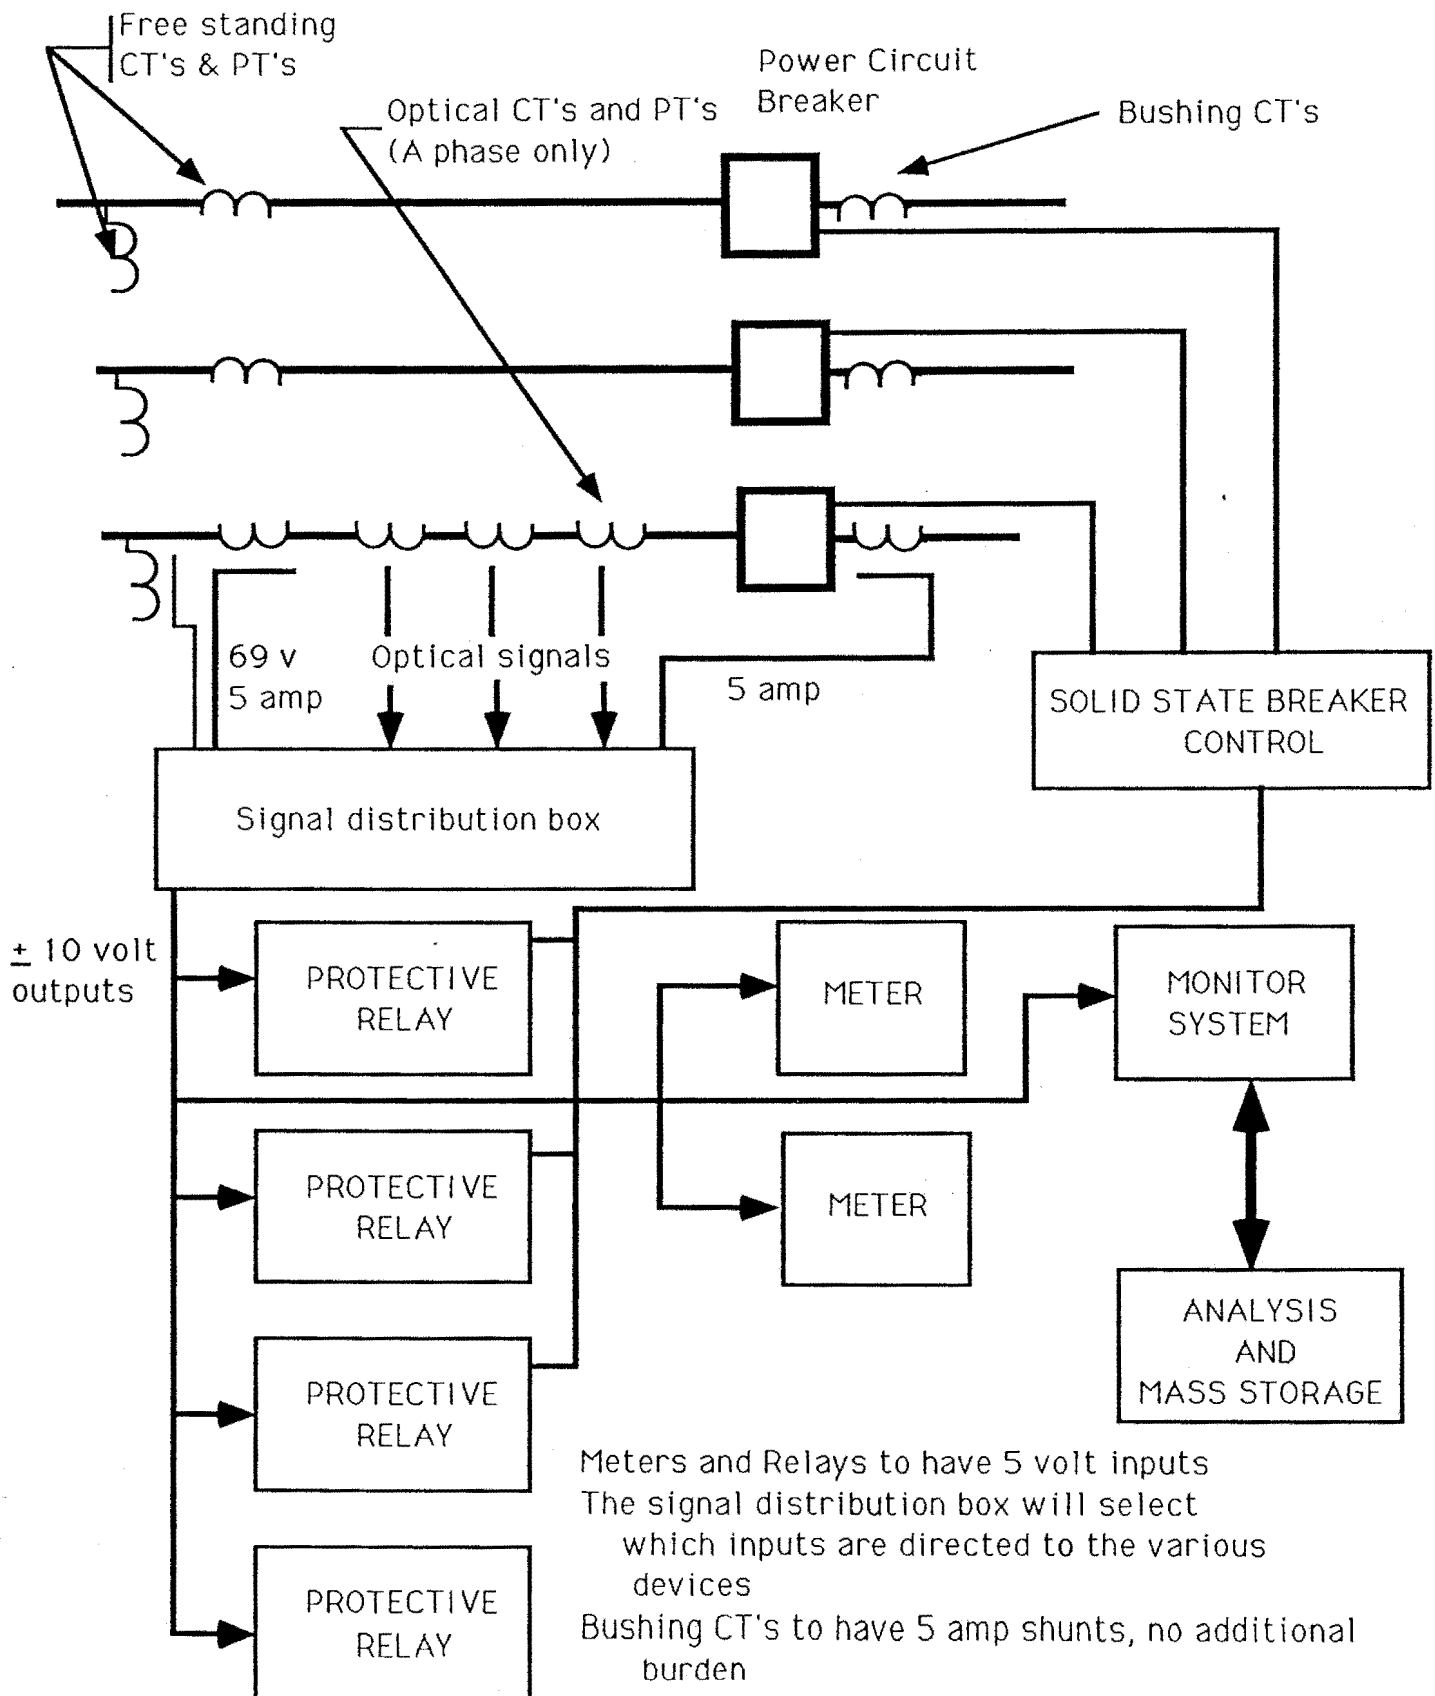 Free standing
CT's & PT's
Power Circuit
Breaker
Optical CT's and PT's
(A phase only)
Bushing CT's
69 v
5 amp
Optical signals
5 amp
SOLID STATE BREAKER
CONTROL
Signal distribution box
± 10 volt
outputs
PROTECTIVE
RELAY
METER
MONITOR
SYSTEM
PROTECTIVE
RELAY
METER
ANALYSIS
AND
MASS STORAGE
PROTECTIVE
RELAY
PROTECTIVE
RELAY
Meters and Relays to have 5 volt inputs
The signal distribution box will select
which inputs are directed to the various
devices
Bushing CT's to have 5 amp shunts, no additional
burden